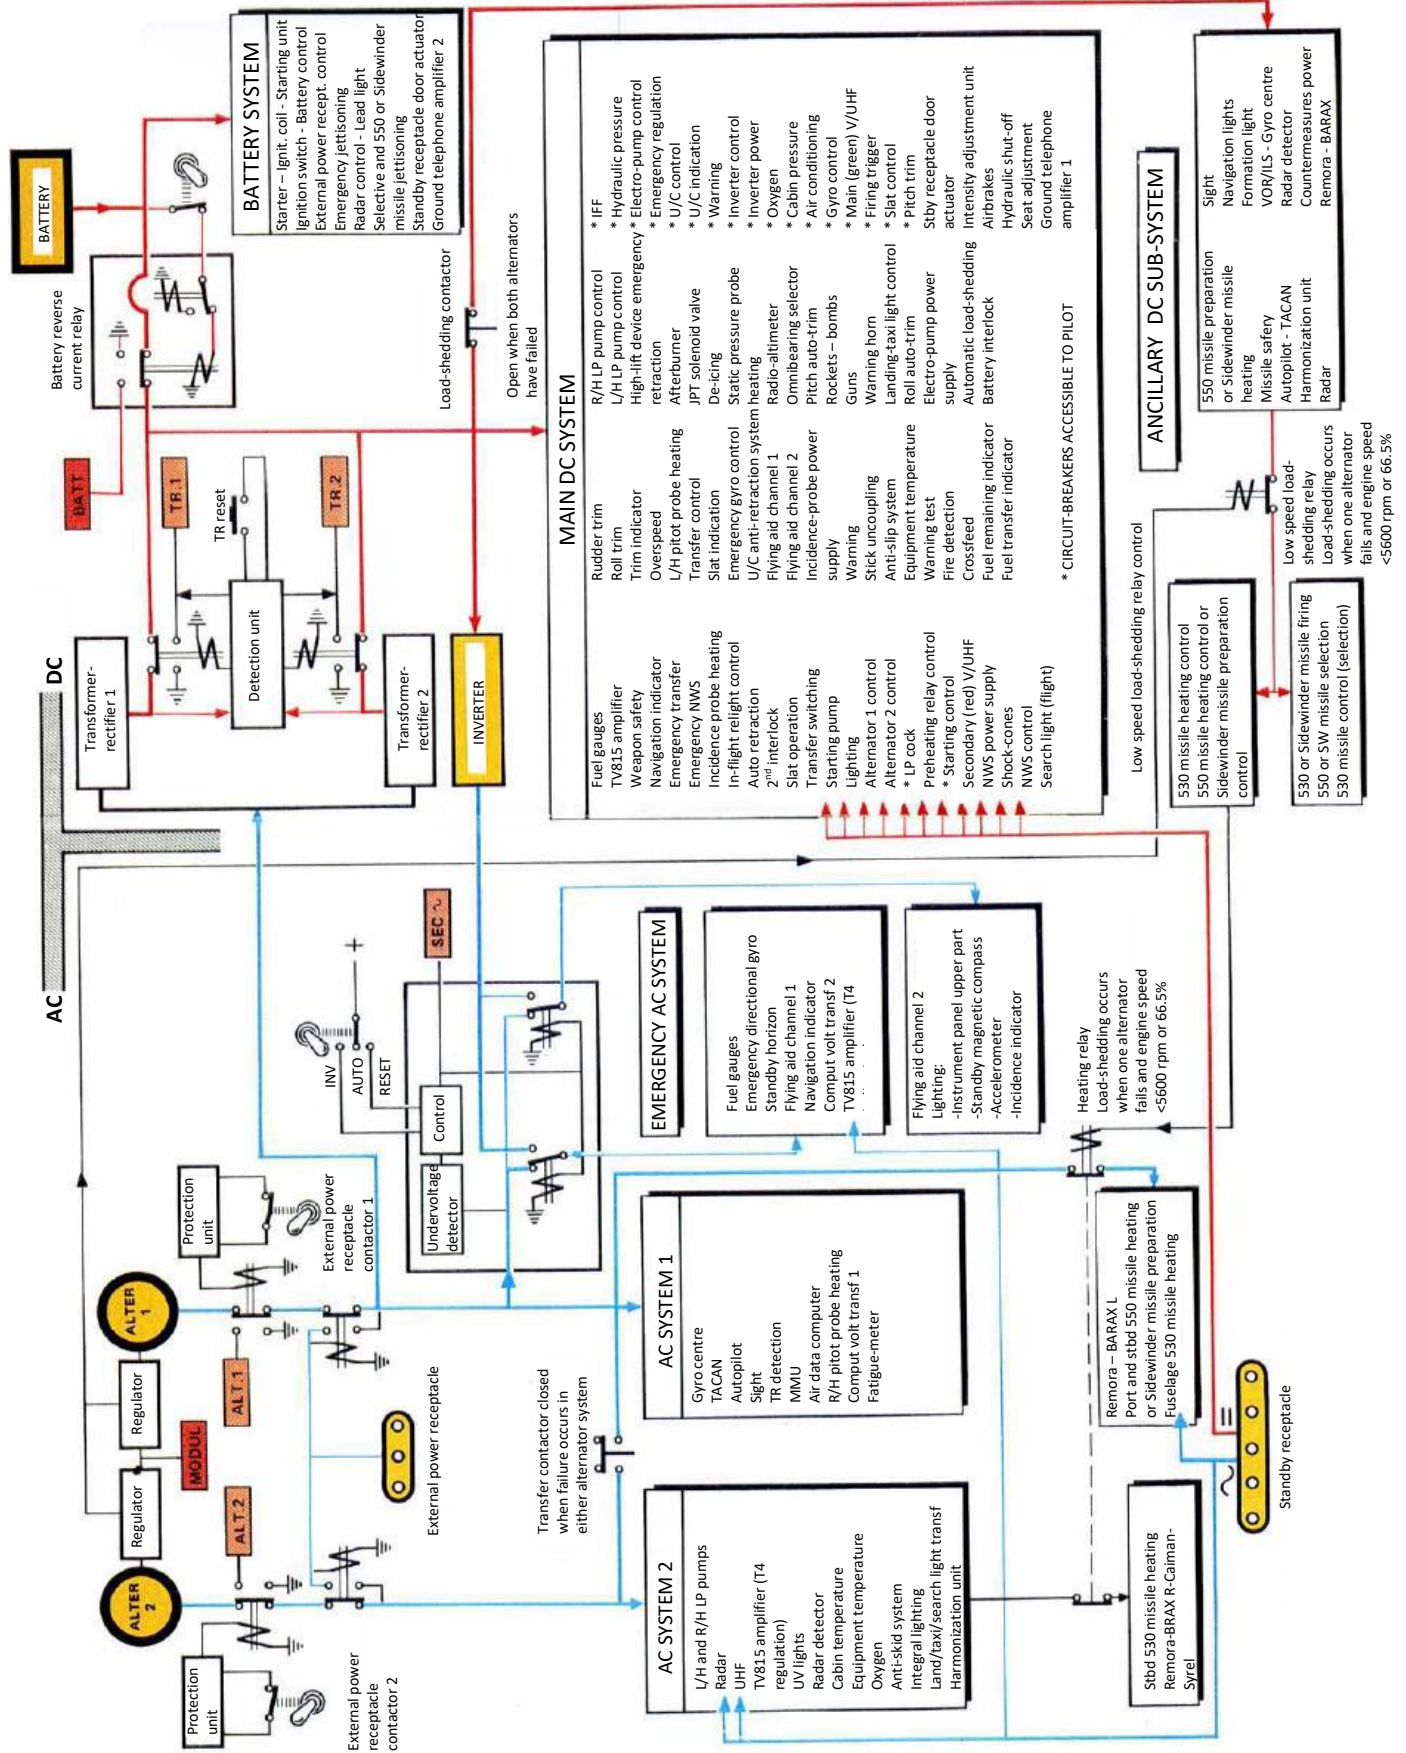 AC
DC
ALTER
1
ALTER
2
Regulator
Regulator
MODUL
ALT.1
ALT.2
Protection
unit
Protection
unit
External power
receptacle
contactor 1
External power
receptacle
contactor 2
External power receptacle
Transfer contactor closed
when failure occurs in
either alternator system
INV
AUTO
RESET
+
Undervoltage
detector
Control
SEC ~
Transformer-
rectifier 1
Transformer-
rectifier 2
Detection unit
TR reset
TR.1
TR.2
BATT
INVERTER
Battery reverse
current relay
BATTERY
Load-shedding contactor
Open when both alternators
have failed
BATTERY SYSTEM
Starter – Ignit. coil - Starting unit
Ignition switch - Battery control
External power recept. control
Emergency jettisoning
Radar control - Lead light
Selective and 550 or Sidewinder
missile jettisoning
Standby receptacle door actuator
Ground telephone amplifier 2
MAIN DC SYSTEM
Fuel gauges
TV815 amplifier
Weapon safety
Navigation indicator
Emergency transfer
Emergency NWS
Incidence probe heating
In-flight relight control
Auto retraction
2nd interlock
Slat operation
Transfer switching
Starting pump
Lighting
Alternator 1 control
Alternator 2 control
* LP cock
Preheating relay control
* Starting control
Secondary (red) V/UHF
NWS power supply
Shock-cones
NWS control
Search light (flight)
Rudder trim
Roll trim
Trim indicator
Overspeed
L/H pitot probe heating
Transfer ontrol
Slat indication
Emergency gyro control
U/C anti-retraction system
Flying aid channel 1
Flying aid channel 2
Incidence-probe power
supply
Warning
Stick uncoupling
Anti-slip system
Equipment temperature
Warning test
Fire detection
Crossfeed
Fuel remaining indicator
Fuel transfer indicator
R/H LP pump control
L/H LP pump control
High-lift device emergency
retraction
Afterburner
JPT solenoid valve
De-icing
Static pressure probe
heating
Radio-altimeter
Omnibearing selector
Pitch auto-trim
Rockets – bombs
Guns
Warning horn
Landing-taxi light control
Roll auto-trim
Electro-pump power
supply
Automatic load-shedding
Battery interlock
* IFF
* Hydraulic pressure
* Electro-pump control
* Emergency regulation
* U/C control
* U/C indication
* Warning
* Inverter control
* Inverter power
* Oxygen
* Cabin pressure
* Air conditioning
* Gyro control
* Main (green) V/UHF
* Firing trigger
* Slat control
* Pitch trim
Stby receptacle door
actuator
Intensity adjustment unit
Airbrakes
Hydraulic shut-off
Seat adjustment
Ground telephone
amplifier 1
* CIRCUIT-BREAKERS ACCESSIBLE TO PILOT
EMERGENCY AC SYSTEM
Fuel gauges
Emergency directional gyro
Standby horizon
Flying aid channel 1
Navigation indicator
Comput volt transf 2
TV815 amplifier (T4
Flying aid channel 2
Lighting:
-Instrument panel upper part
-Standby magnetic compass
-Accelerometer
-Incidence indicator
AC SYSTEM 1
Gyro centre
TACAN
Autopilot
Sight
TR detection
MMU
Air data computer
R/H pitot probe heating
Comput volt transf 1
Fatigue-meter
AC SYSTEM 2
L/H and R/H LP pumps
Radar
UHF
TV815 amplifier (T4
regulation)
UV lights
Radar detector
Cabin temperature
Equipment temperature
Oxygen
Anti-skid system
Integral lighting
Land/taxi/search light transf
Harmonization unit
Heating relay
Load-shedding occurs
when one alternator
fails and engine speed
<5600 rpm or 66.5%
Remora – BARAX L
Port and stbd 550 missile heating
or Sidewinder missile preparation
Fuselage 530 missile heating
Stbd 530 missile heating
Remora-BRAX R-Caiman-
Syrel
~
=
Standby receptacle
Low speed load-shedding relay control
530 missile heating control
550 missile heating control or
Sidewinder missile preparation
control
530 or Sidewinder missile firing
550 or SW missile selection
530 missile control (selection)
Low speed load-
shedding relay
Load-shedding occurs
when one alternator
fails and engine speed
<5600 rpm or 66.5%
ANCILLARY DC SUB-SYSTEM
550 missile preparation
or Sidewinder missile
heating
Missile safery
Autopilot - TACAN
Harmonization unit
Radar
Sight
Navigation lights
Formation light
VOR/ILS - Gyro centre
Radar detector
Countermeasures power
Remora - BARAX